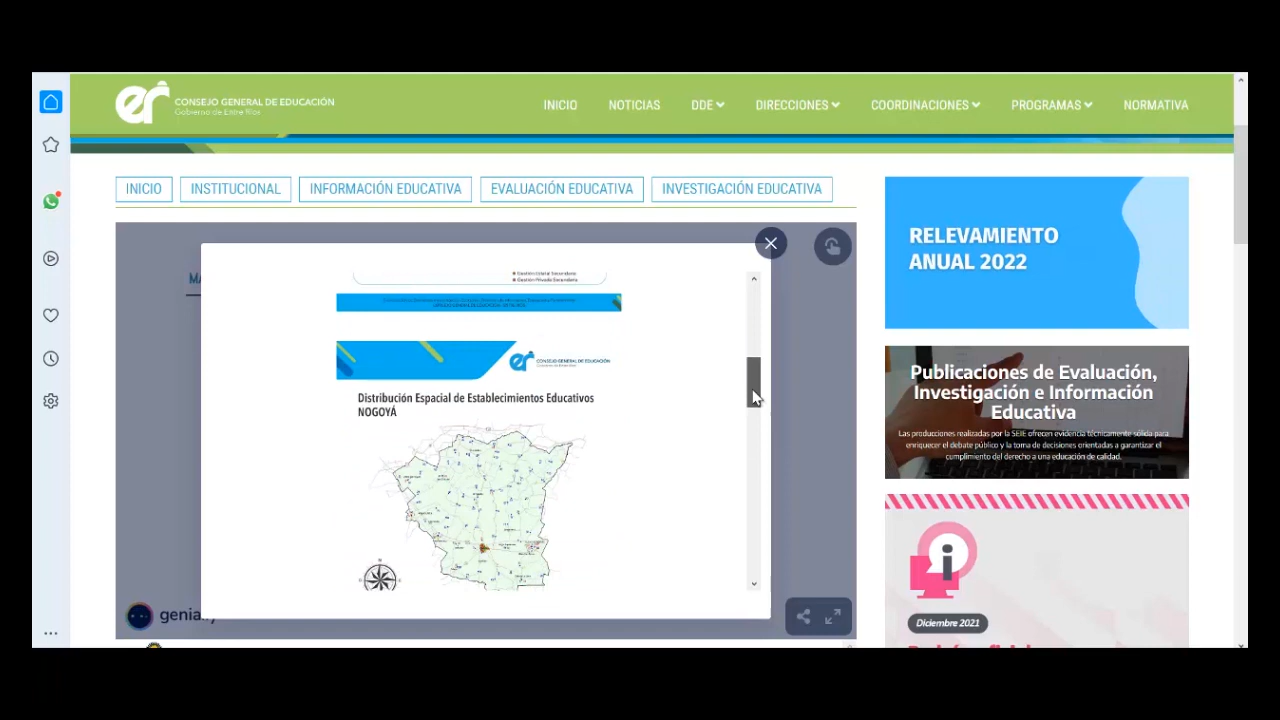 CONSEJO GENERAL DE EDUCACIÓN
Gobierno de Entre Ríos
INICIO NOTICIAS DDE DIRECCIONES COORDINACIONES PROGRAMAS NORMATIVA
INICIO INSTITUCIONAL INFORMACIÓN EDUCATIVA EVALUACIÓN EDUCATIVA INVESTIGACIÓN EDUCATIVA
MA
Gestión Estatal Secundaria
Gestión Privada Secundaria
CONSEJO GENERAL DE EDUCACIÓN
Distribución Espacial de Establecimientos Educativos
NOGOYÁ
genially
RELEVAMIENTO
ANUAL 2022
Publicaciones de Evaluación,
Investigación e Información
Educativa
Las producciones realizadas por la SEIE ofrecen evidencia técnicamente sólida para
enriquecer el debate público y la toma de decisiones orientadas a garantizar el
cumplimiento del derecho a una educación de calidad.
Diciembre 2021